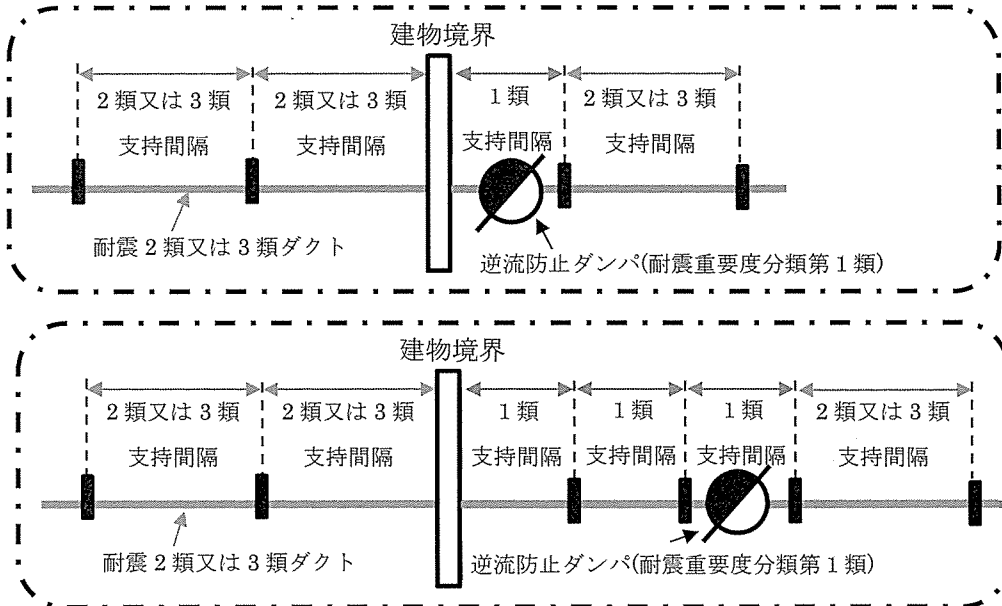 建物境界
2類又は3類 2類又は3類 1類 2類又は3類
支持間隔 支持間隔 支持間隔 支持間隔
耐震2類又は3類ダクト
逆流防止ダンパ(耐震重要度分類第1類)
建物境界
2類又は3類 2類又は3類 1類 1類 1類 2類又は3類
支持間隔 支持間隔 支持間隔 支持間隔 支持間隔 支持間隔
耐震2類又は3類ダクト
逆流防止ダンパ(耐震重要度分類第1類)